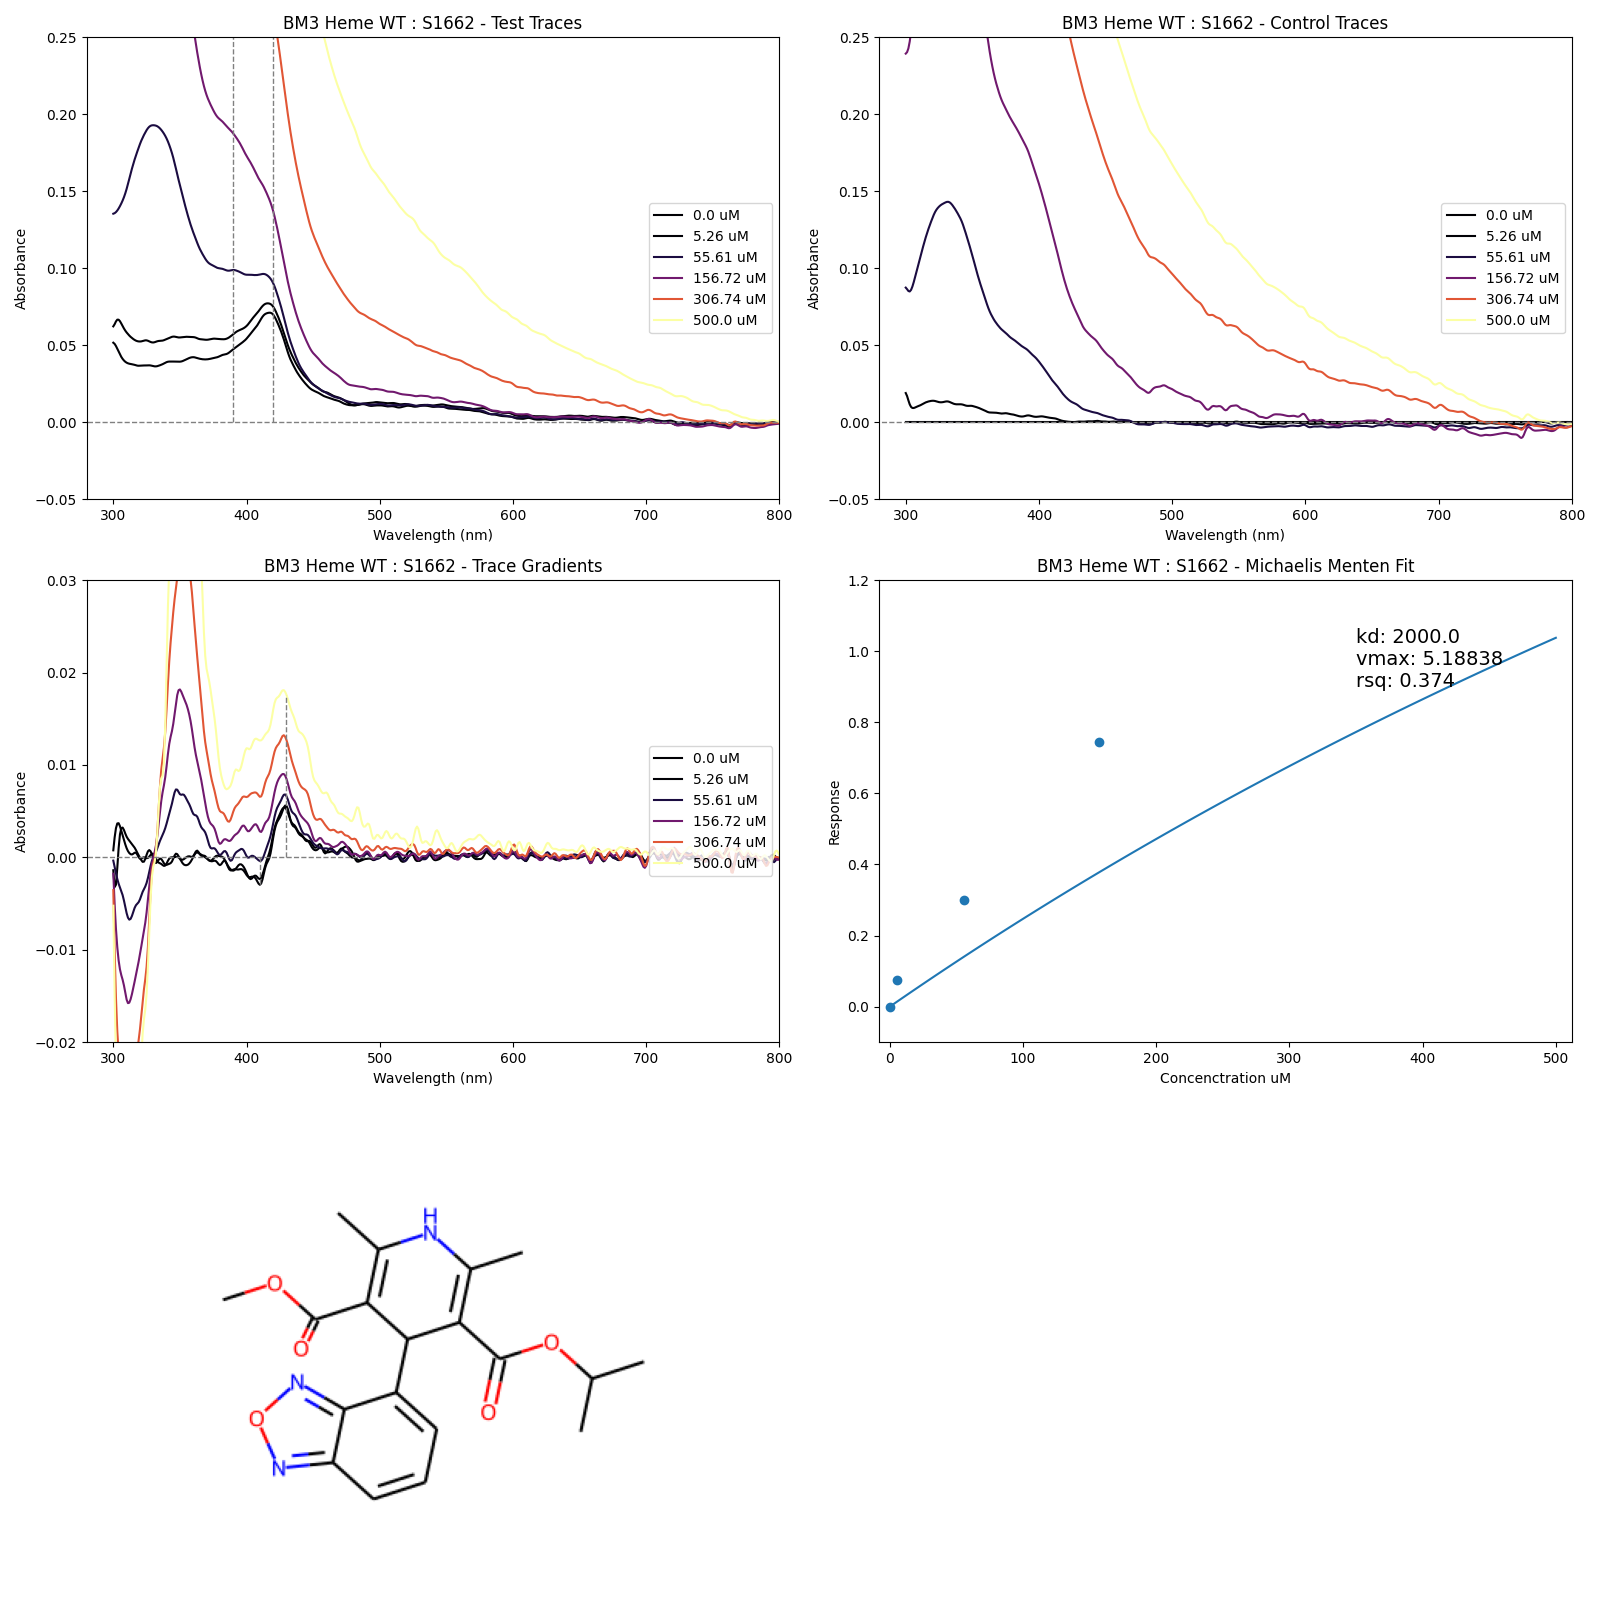 BM3 Heme WT : S1662 - Test Traces
0.25
0.20
0.15
0.10
0.05
0.00
−0.05
Absorbance
300 400 500 600 700 800
Wavelength (nm)
0.0 uM
5.26 uM
55.61 uM
156.72 uM
306.74 uM
500.0 uM
BM3 Heme WT : S1662 - Control Traces
0.25
0.20
0.15
0.10
0.05
0.00
−0.05
Absorbance
300 400 500 600 700 800
Wavelength (nm)
0.0 uM
5.26 uM
55.61 uM
156.72 uM
306.74 uM
500.0 uM
BM3 Heme WT : S1662 - Trace Gradients
0.03
0.02
0.01
0.00
−0.01
−0.02
Absorbance
300 400 500 600 700 800
Wavelength (nm)
0.0 uM
5.26 uM
55.61 uM
156.72 uM
306.74 uM
500.0 uM
BM3 Heme WT : S1662 - Michaelis Menten Fit
1.2
1.0
0.8
0.6
0.4
0.2
0.0
Response
0 100 200 300 400 500
Concenctration uM
kd: 2000.0
vmax: 5.18838
rsq: 0.374
H
N
O
O
O
O
N
O
N